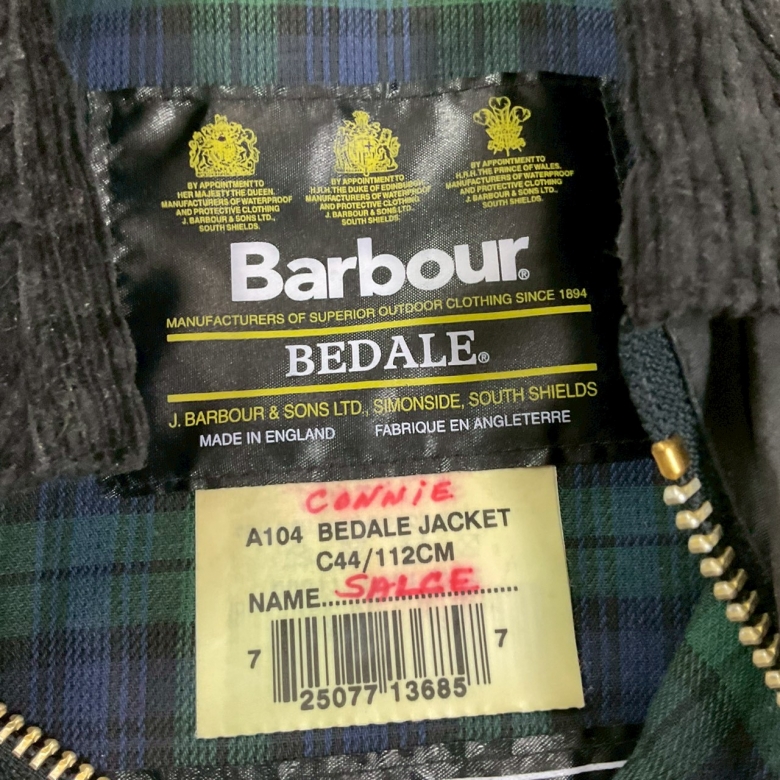 BY APPOINTMENT TO
HER MAJESTY THE QUEEN.
MANUFACTURERS OF WATERPROOF
AND PROTECTIVE CLOTHING
J. BARBOUR & SONS LTD.,
SOUTH SHIELDS.
BY APPOINTMENT TO
H.R.H. THE DUKE OF EDINBURGH
MANUFACTURERS OF WATERPROOF
AND PROTECTIVE CLOTHING
J. BARBOUR & SONS LTD.,
SOUTH SHIELDS.
BY APPOINTMENT TO
H.R.H. THE PRINCE OF WALES.
MANUFACTURERS OF WATERPROOF
AND PROTECTIVE CLOTHING
J. BARBOUR & SONS LTD.,
SOUTH SHIELDS.
Barbour®
MANUFACTURERS OF SUPERIOR OUTDOOR CLOTHING SINCE 1894
BEDALE®
J. BARBOUR & SONS LTD., SIMONSIDE, SOUTH SHIELDS
MADE IN ENGLAND FABRIQUE EN ANGLETERRE
CONNiE
A104 BEDALE JACKET
C44/112CM
NAME....SALCE....
7 25077 13685 7